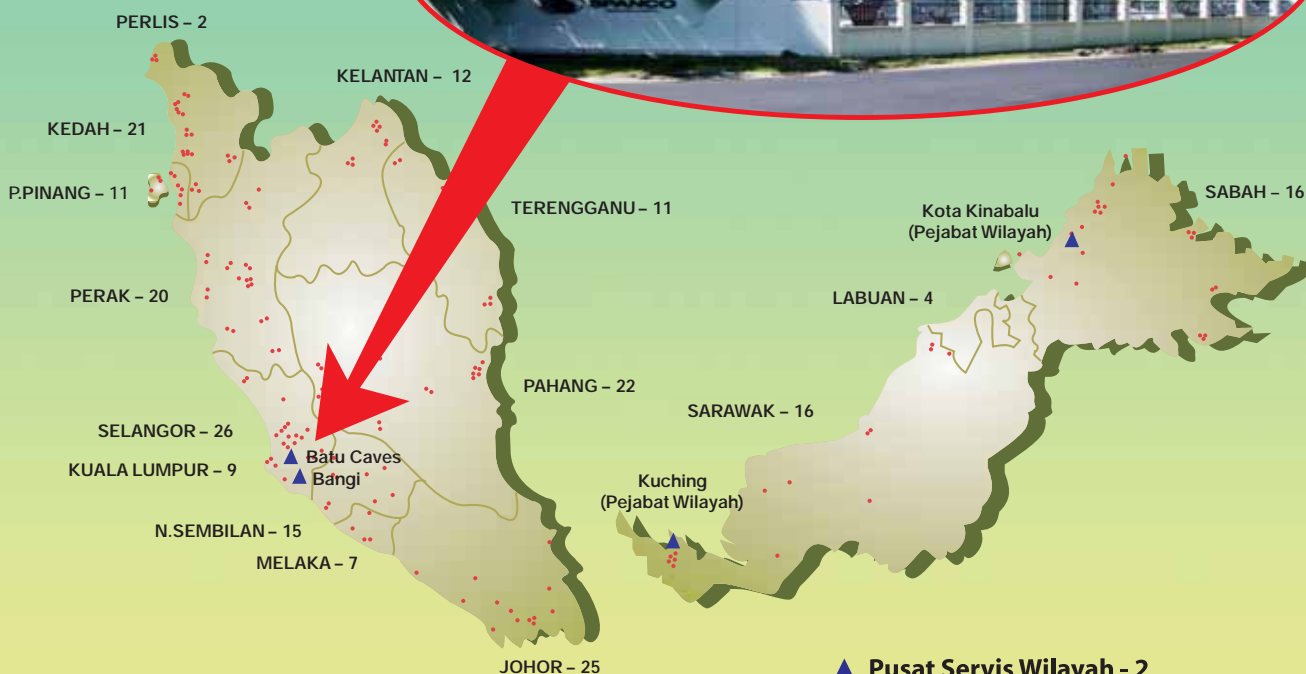 SPANCO
PERLIS – 2
KELANTAN – 12
KEDAH – 21
P.PINANG – 11
TERENGGANU – 11
SABAH – 16
Kota Kinabalu
(Pejabat Wilayah)
PERAK – 20
LABUAN – 4
PAHANG – 22
SARAWAK – 16
SELANGOR – 26
KUALA LUMPUR – 9
Batu Caves
Bangi
Kuching
(Pejabat Wilayah)
N.SEMBILAN – 15
MELAKA – 7
JOHOR – 25
Pusat Servis Wilayah - 2